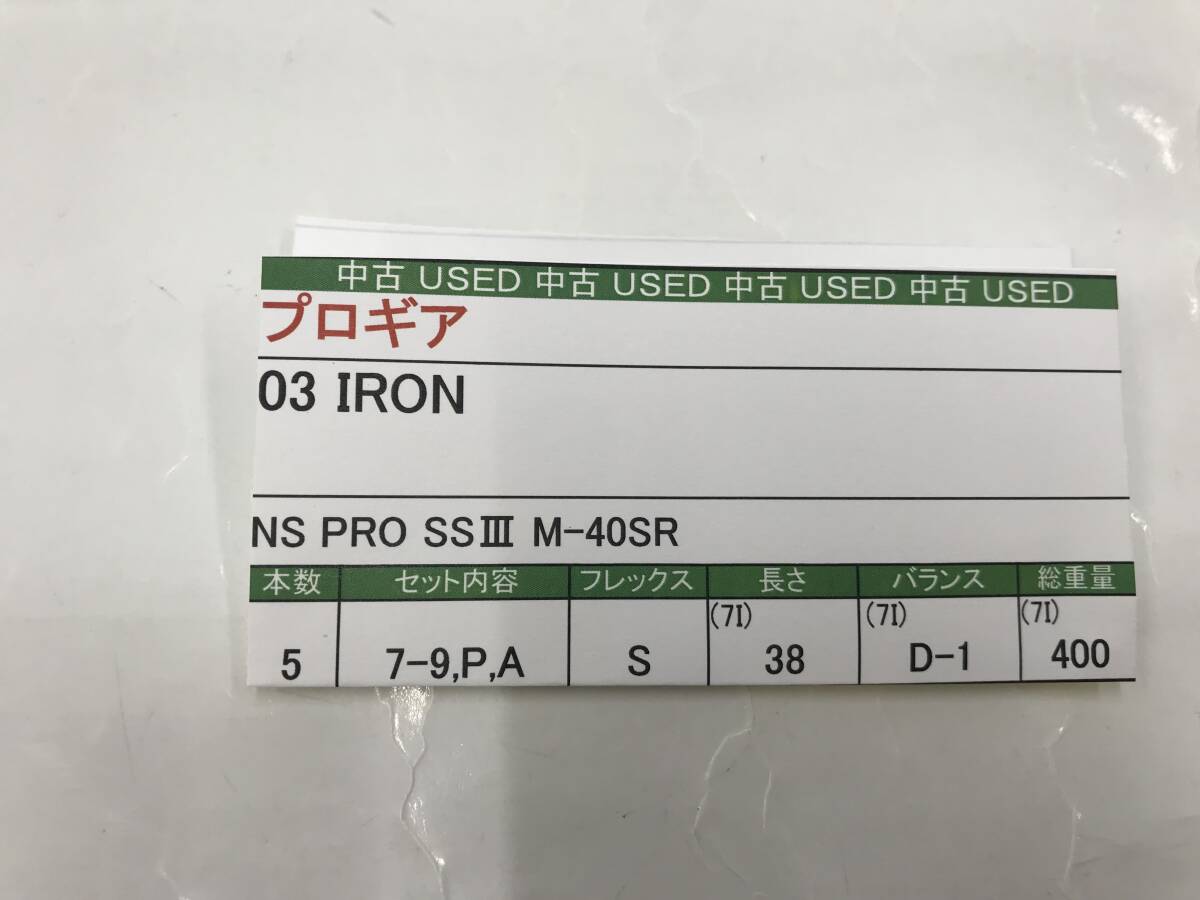 中古 USED 中古 USED 中古 USED 中古 USED
プロギア
03 IRON
NS PRO SSⅢ M-40SR
本数 セット内容 フレックス 長さ バランス 総重量
(7I) (7I) (7I)
5 7-9,P,A S 38 D-1 400